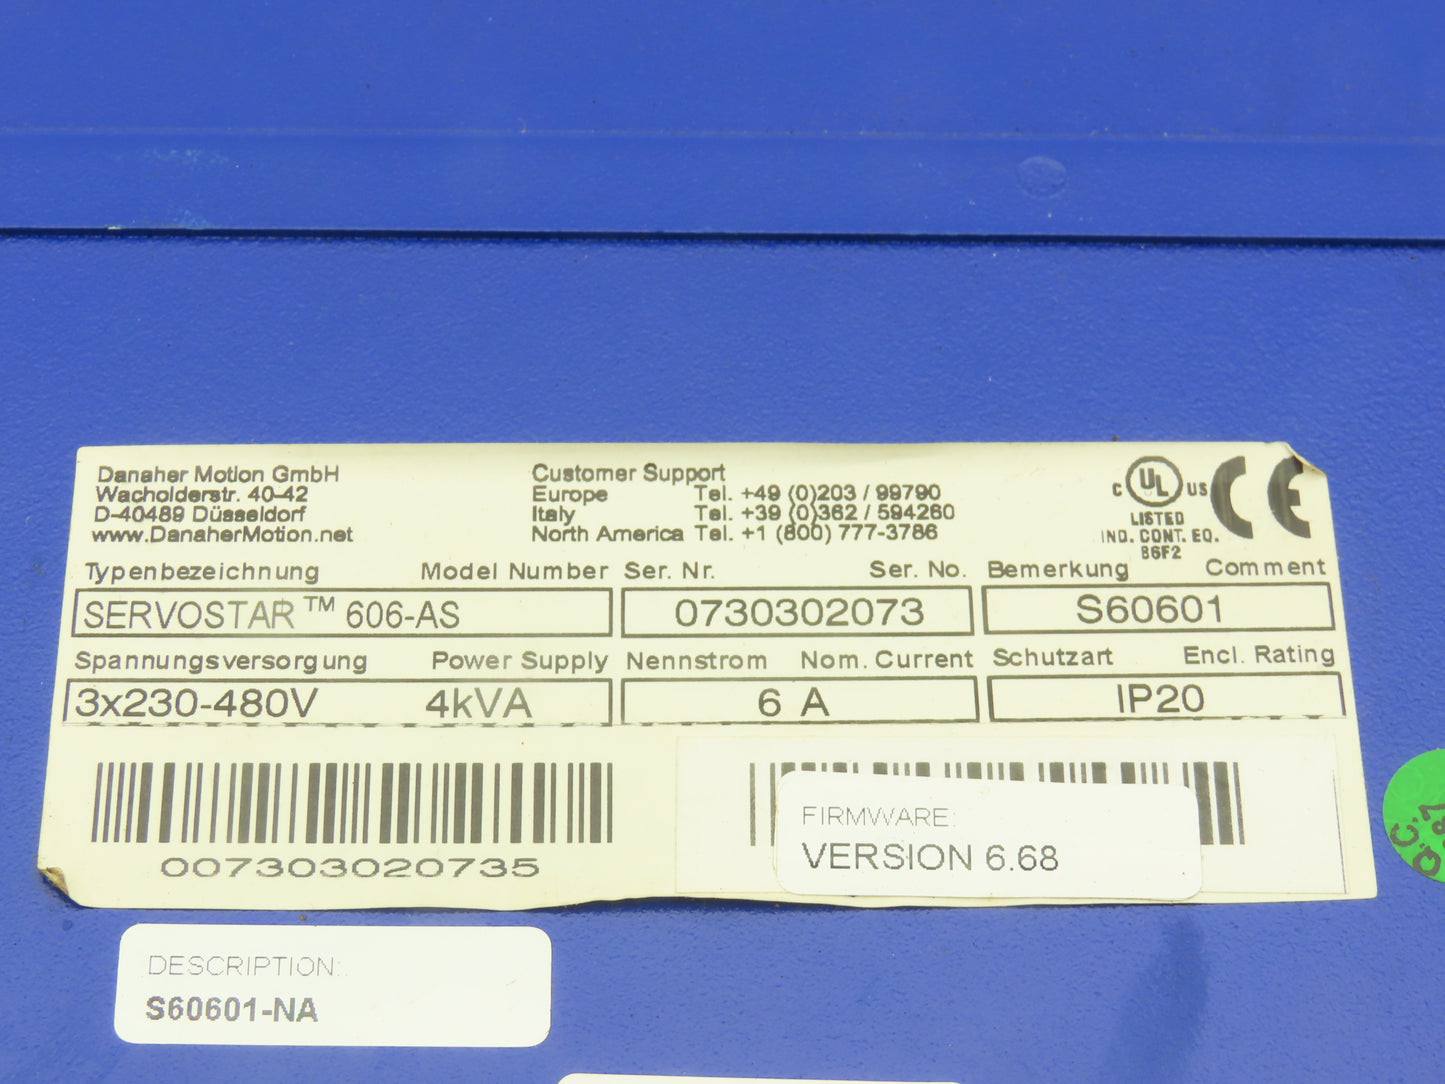 Danaher Motion GmbH
Wacholderstr. 40-42
D-40489 Düsseldorf
www.DanaherMotion.net
Customer Support
Europe Tel. +49 (0)203 / 99790
Italy Tel. +39 (0)362 / 594260
North America Tel. +1 (800) 777-3786
C UL US
LISTED
IND. CONT. EQ.
86F2
CE
Typenbezeichnung Model Number
SERVOSTAR™ 606-AS
Ser. Nr. Ser. No.
0730302073
Bemerkung Comment
S60601
Spannungsversorgung Power Supply
3x230-480V 4kVA
Nennstrom Nom. Current
6 A
Schutzart Encl. Rating
IP20
007303020735
FIRMWARE:
VERSION 6.68
DESCRIPTION:
S60601-NA
Q.C.